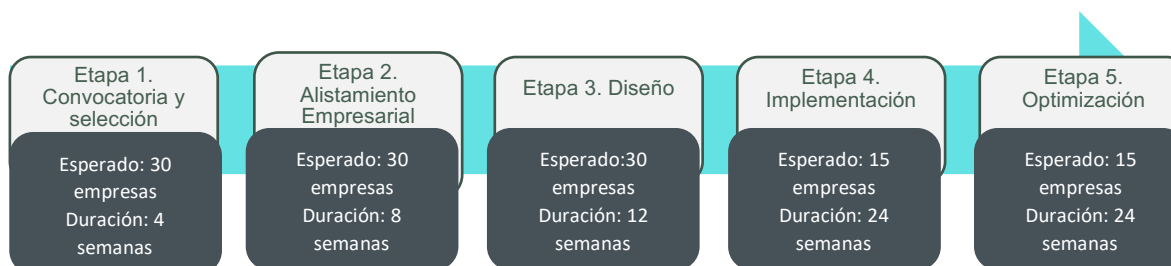 Etapa 1.
Convocatoria y
selección
Esperado: 30
empresas
Duración: 4
semanas
Etapa 2.
Alistamiento
Empresarial
Esperado: 30
empresas
Duración: 8
semanas
Etapa 3. Diseño
Esperado:30
empresas
Duración: 12
semanas
Etapa 4.
Implementación
Esperado: 15
empresas
Duración: 24
semanas
Etapa 5.
Optimización
Esperado: 15
empresas
Duración: 24
semanas